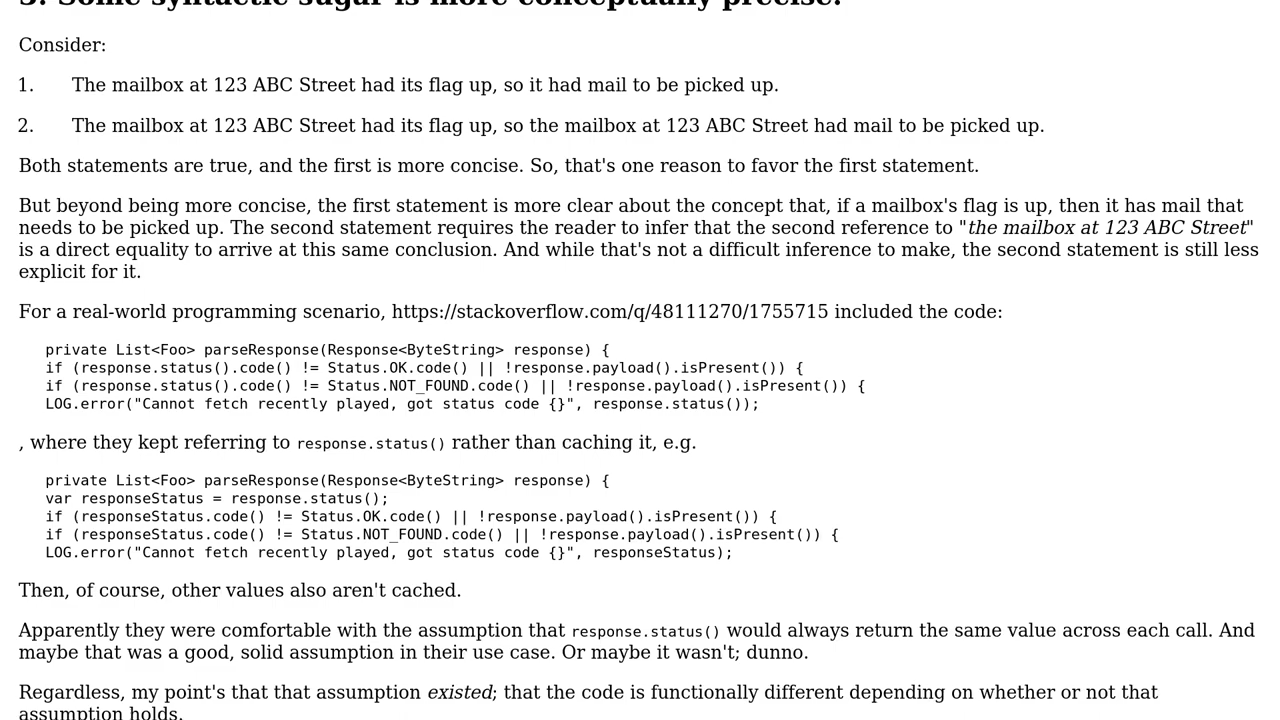 3. Some syntactic sugar is more conceptually precise.
Consider:
1. The mailbox at 123 ABC Street had its flag up, so it had mail to be picked up.
2. The mailbox at 123 ABC Street had its flag up, so the mailbox at 123 ABC Street had mail to be picked up.
Both statements are true, and the first is more concise. So, that's one reason to favor the first statement.
But beyond being more concise, the first statement is more clear about the concept that, if a mailbox's flag is up, then it has mail that
needs to be picked up. The second statement requires the reader to infer that the second reference to "the mailbox at 123 ABC Street"
is a direct equality to arrive at this same conclusion. And while that's not a difficult inference to make, the second statement is still less
explicit for it.
For a real-world programming scenario, https://stackoverflow.com/q/48111270/1755715 included the code:
private List<Foo> parseResponse(Response<ByteString> response) {
if (response.status().code() != Status.OK.code() || !response.payload().isPresent()) {
if (response.status().code() != Status.NOT_FOUND.code() || !response.payload().isPresent()) {
LOG.error("Cannot fetch recently played, got status code {}", response.status());
, where they kept referring to response.status() rather than caching it, e.g.
private List<Foo> parseResponse(Response<ByteString> response) {
var responseStatus = response.status();
if (responseStatus.code() != Status.OK.code() || !response.payload().isPresent()) {
if (responseStatus.code() != Status.NOT_FOUND.code() || !response.payload().isPresent()) {
LOG.error("Cannot fetch recently played, got status code {}", responseStatus);
Then, of course, other values also aren't cached.
Apparently they were comfortable with the assumption that response.status() would always return the same value across each call. And
maybe that was a good, solid assumption in their use case. Or maybe it wasn't; dunno.
Regardless, my point's that that assumption existed; that the code is functionally different depending on whether or not that
assumption holds.